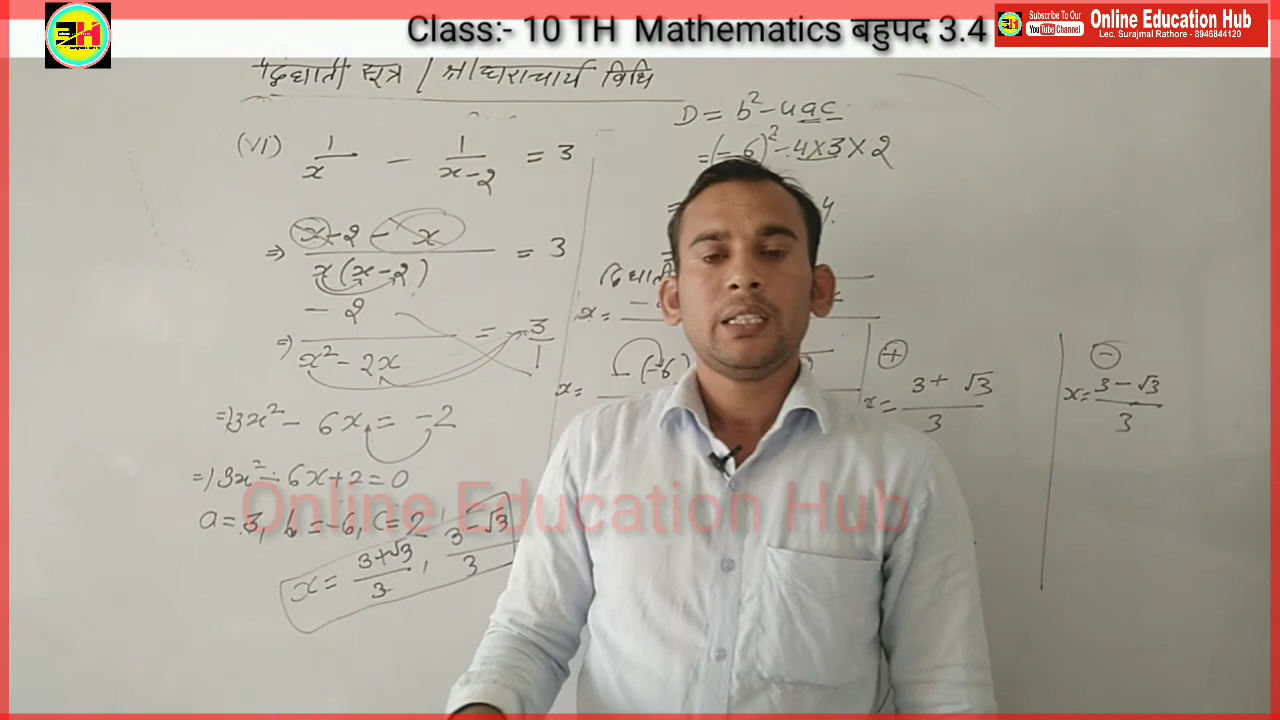 Class:- 10 TH Mathematics बहुपद 3.4
Subscribe To Our
YouTube Channel
Online Education Hub
Lec. Surajmal Rathore - 8946844120
द्विघाती सूत्र / श्रीधराचार्य विधि
(vi) 1/x - 1/(x-2) = 3
⇒ (x-2-x)/(x(x-2)) = 3
⇒ -2/(x²-2x) = 3/1
⇒ 3x² - 6x = -2
⇒ 3x² - 6x + 2 = 0
a = 3, b = -6, c = 2
x = (3+√3)/3, (3-√3)/3
D = b² - 4ac
= (-6)² - 4×3×2
=
द्विघाती
x = -
x = -(-6)
⊕
x = (3+√3)/3
⊖
x = (3-√3)/3
Online Education Hub